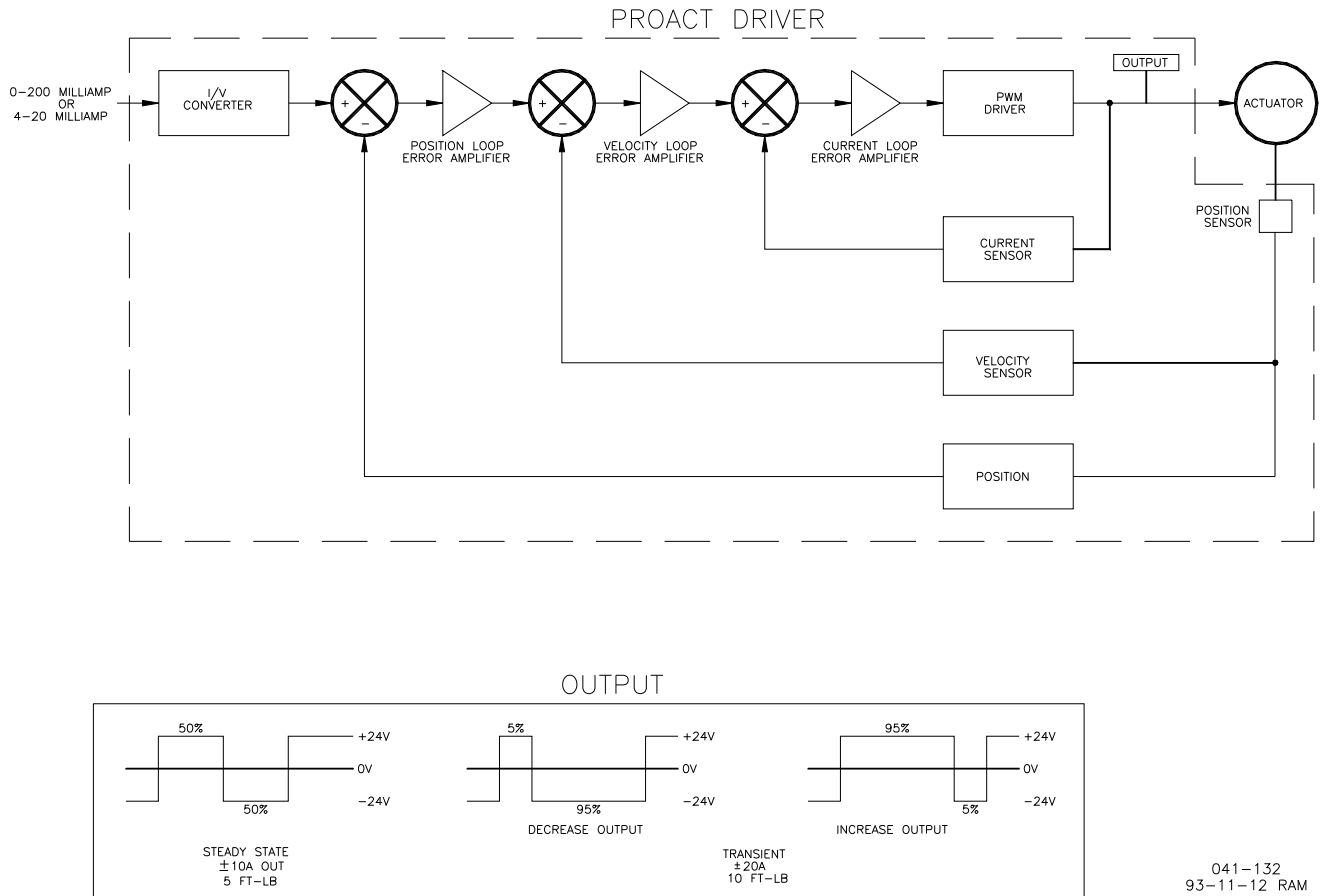 PROACT DRIVER
0-200 MILLIAMP
OR
4-20 MILLIAMP
I/V
CONVERTER
+
-
POSITION LOOP
ERROR AMPLIFIER
+
-
VELOCITY LOOP
ERROR AMPLIFIER
+
-
CURRENT LOOP
ERROR AMPLIFIER
PWM
DRIVER
OUTPUT
ACTUATOR
POSITION
SENSOR
CURRENT
SENSOR
VELOCITY
SENSOR
POSITION
OUTPUT
50%
+24V
0V
-24V
50%
STEADY STATE
±10A OUT
5 FT-LB
5%
+24V
0V
-24V
95%
DECREASE OUTPUT
TRANSIENT
±20A
10 FT-LB
95%
+24V
0V
-24V
5%
INCREASE OUTPUT
041-132
93-11-12 RAM